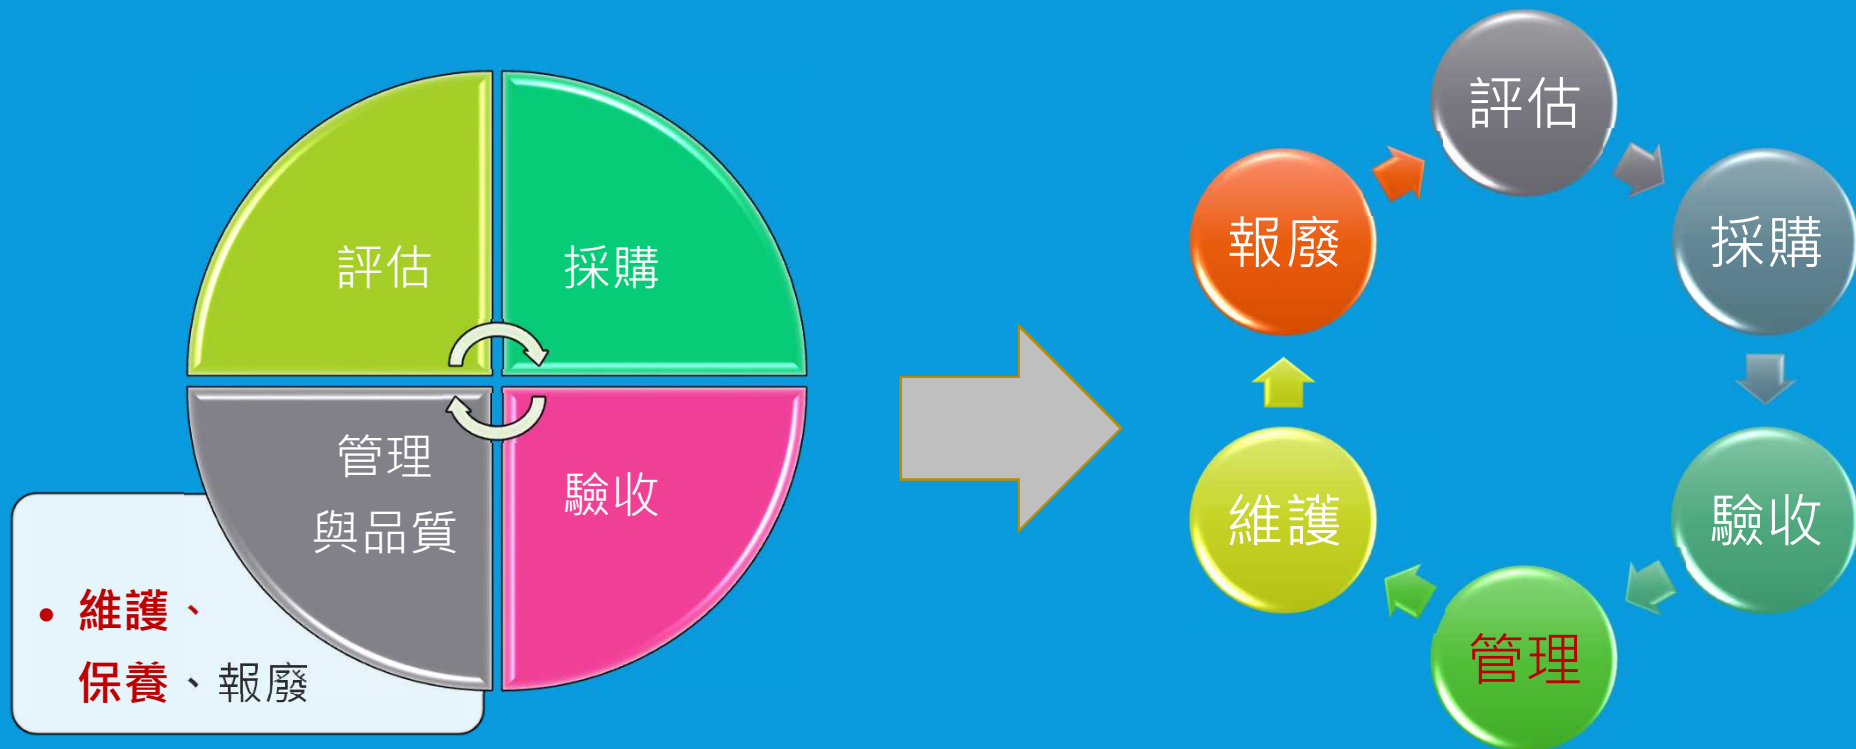 評估
採購
管理
與品質
驗收
• 維護、
保養、報廢
評估
採購
驗收
管理
維護
報廢